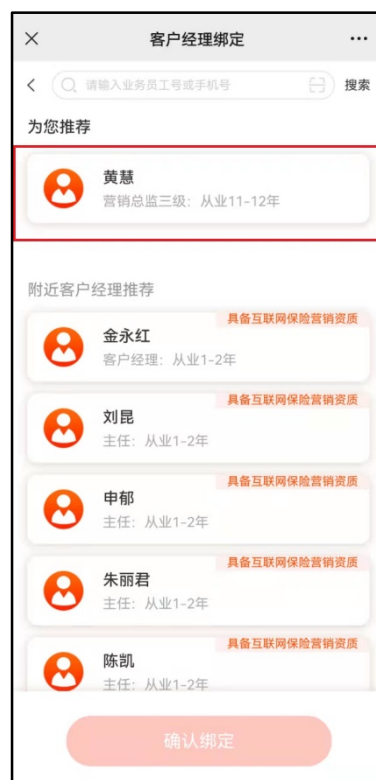 客户经理绑定
请输入业务员工号或手机号
搜索
为您推荐
黄慧
营销总监三级：从业11-12年
附近客户经理推荐
具备互联网保险营销资质
金永红
客户经理：从业1-2年
具备互联网保险营销资质
刘昆
主任：从业1-2年
具备互联网保险营销资质
申郁
主任：从业1-2年
具备互联网保险营销资质
朱丽君
主任：从业1-2年
具备互联网保险营销资质
陈凯
主任：从业1-2年
确认绑定